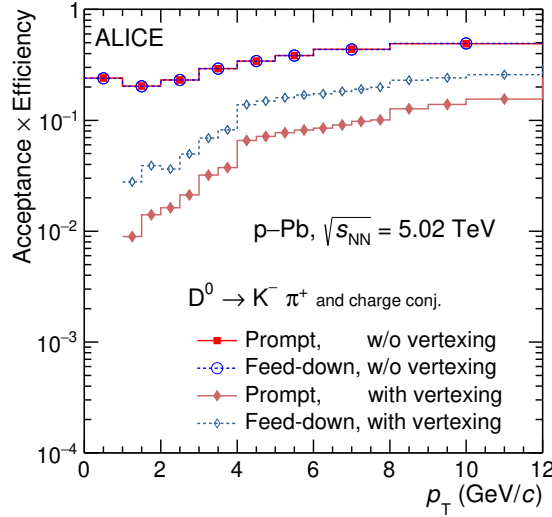 ALICE
Acceptance × Efficiency
1
10⁻¹
10⁻²
10⁻³
10⁻⁴
p–Pb, √s_NN = 5.02 TeV
D⁰ → K⁻ π⁺ and charge conj.
Prompt, w/o vertexing
Feed-down, w/o vertexing
Prompt, with vertexing
Feed-down, with vertexing
0 2 4 6 8 10 12
p_T (GeV/c)